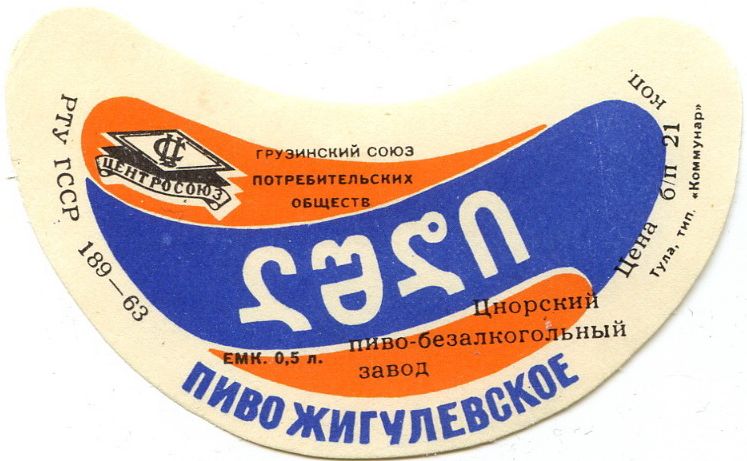 РТУ ГССР 189—63
ЦС
ЦЕНТРОСОЮЗ
ГРУЗИНСКИЙ СОЮЗ
ПОТРЕБИТЕЛЬСКИХ
ОБЩЕСТВ
Цнорский
пиво-безалкогольный
завод
ЕМК. 0,5 л.
ПИВО ЖИГУЛЕВСКОЕ
Цена б/п 21 коп.
Тула, тип. «Коммунар»